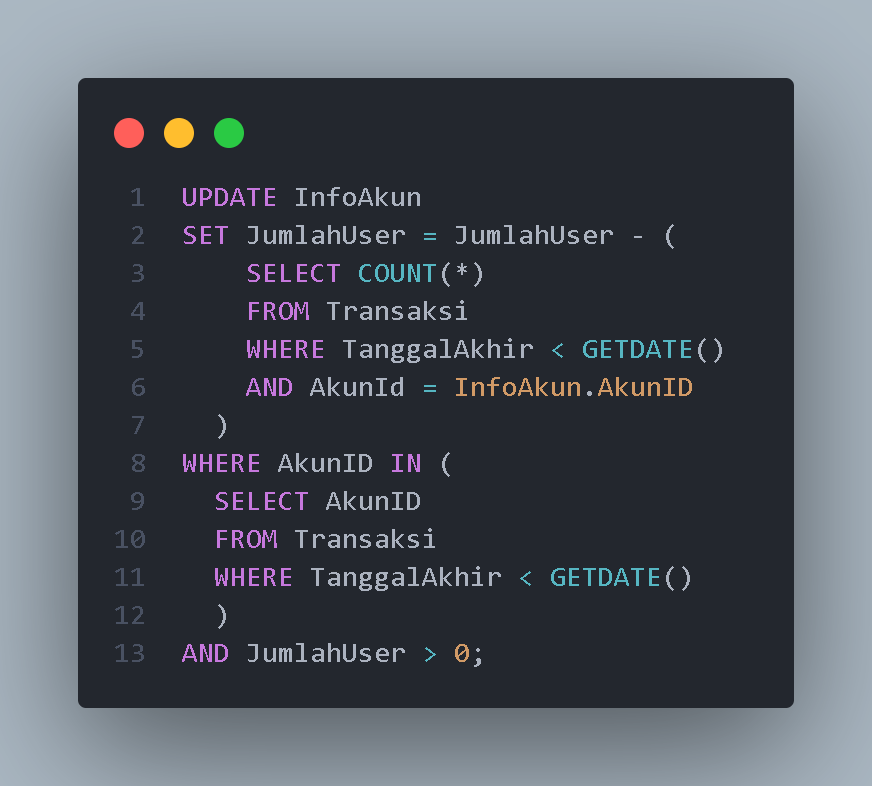 1 UPDATE InfoAkun
2 SET JumlahUser = JumlahUser - (
3 SELECT COUNT(*)
4 FROM Transaksi
5 WHERE TanggalAkhir < GETDATE()
6 AND AkunId = InfoAkun.AkunID
7 )
8 WHERE AkunID IN (
9 SELECT AkunID
10 FROM Transaksi
11 WHERE TanggalAkhir < GETDATE()
12 )
13 AND JumlahUser > 0;